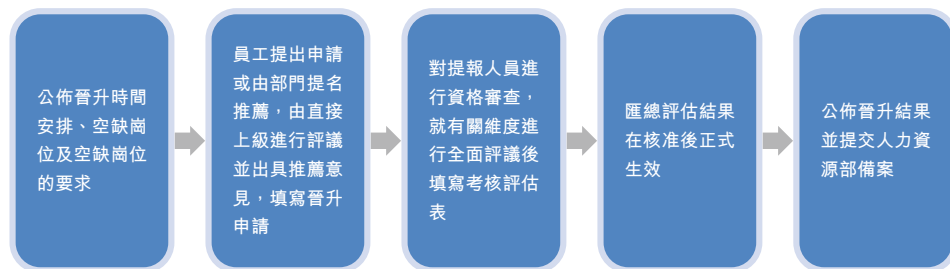 公佈晉升時間
安排、空缺崗
位及空缺崗位
的要求
員工提出申請
或由部門提名
推薦，由直接
上級進行評議
並出具推薦意
見，填寫晉升
申請
對提報人員進
行資格審查，
就有關維度進
行全面評議後
填寫考核評估
表
匯總評估結果
在核准後正式
生效
公佈晉升結果
並提交人力資
源部備案